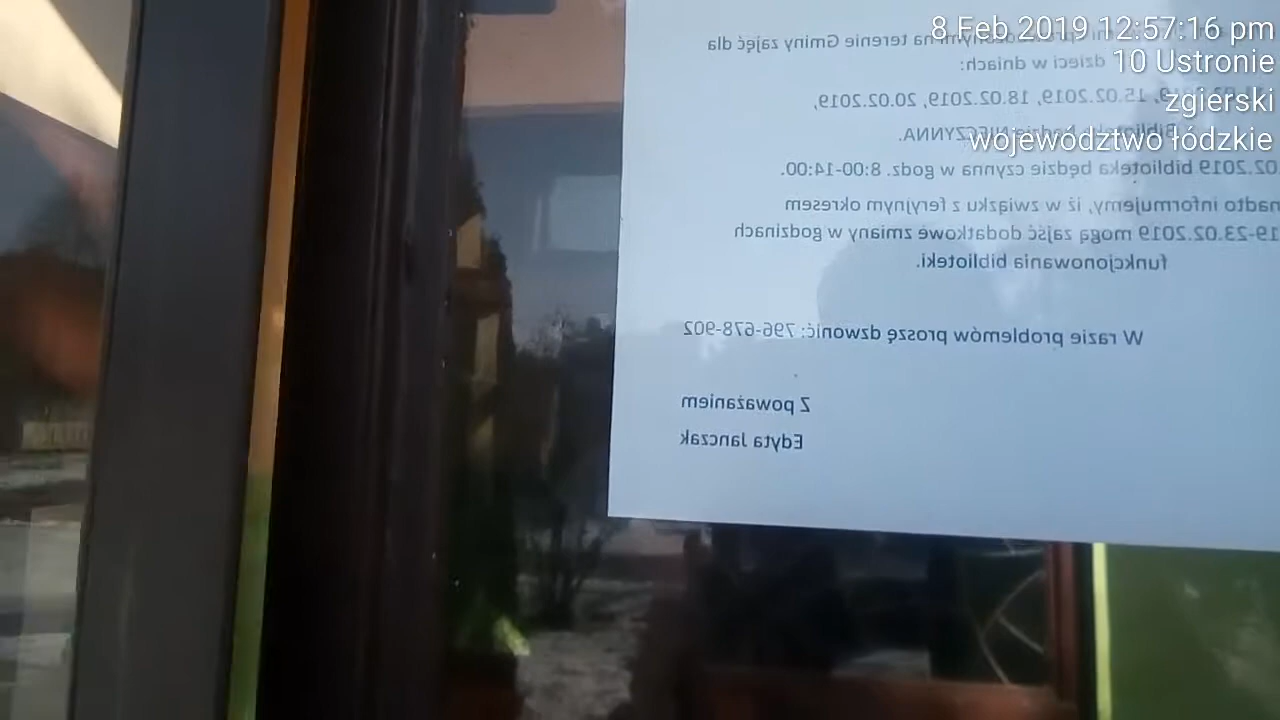 8 Feb 2019 12:57:16 pm
10 Ustronie
zgierski
województwo łódzkie
na terenie Gminy zajęć dla
dzieci w dniach:
15.02.2019, 18.02.2019, 20.02.2019,
NIECZYNNA.
02.2019 biblioteka będzie czynna w godz. 8:00-14:00.
nadto informujemy, iż w związku z feryjnym okresem
19-23.02.2019 mogą zajść dodatkowe zmiany w godzinach
funkcjonowania biblioteki.
W razie problemów proszę dzwonić: 796-678-902
Z poważaniem
Edyta Janczak